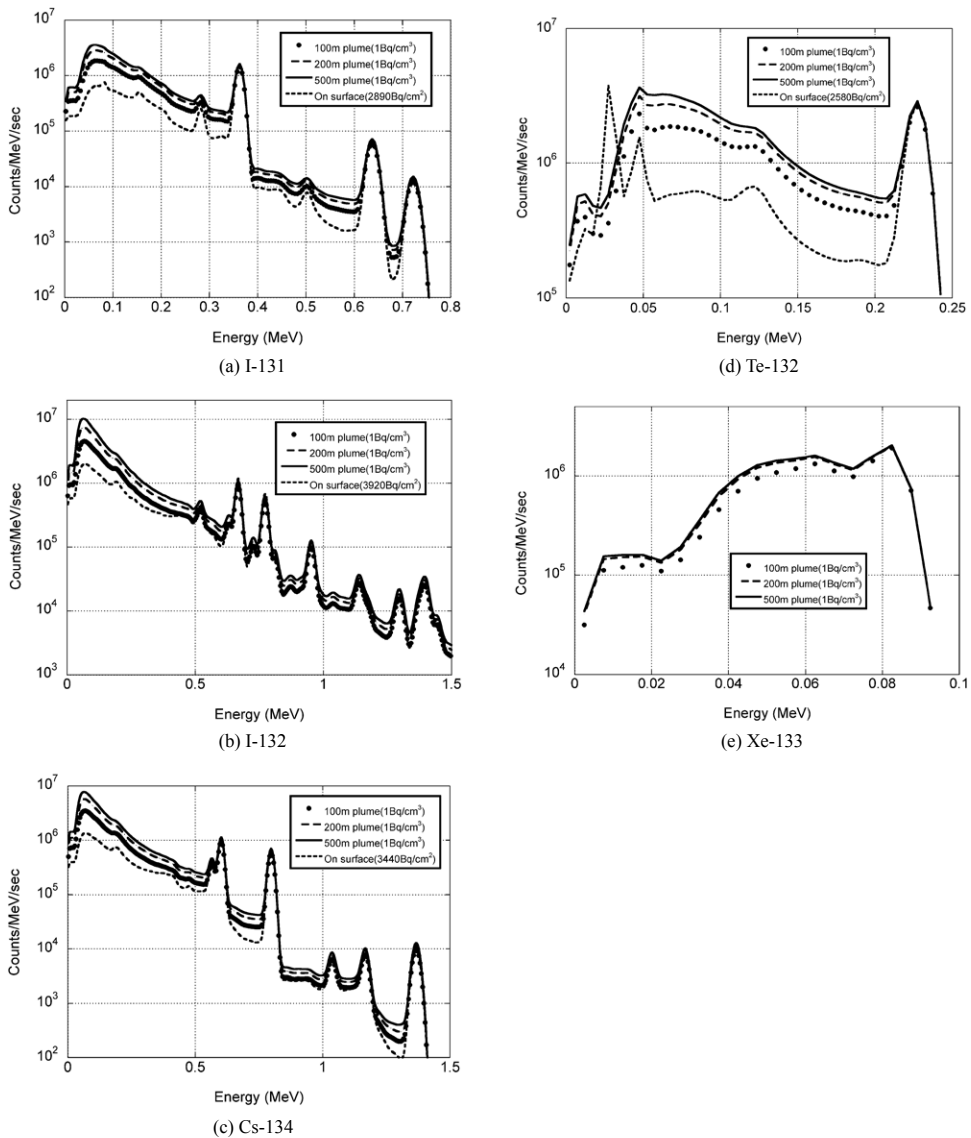 Counts/MeV/sec
10^7
10^6
10^5
10^4
10^3
10^2
100m plume(1Bq/cm^3)
200m plume(1Bq/cm^3)
500m plume(1Bq/cm^3)
On surface(2890Bq/cm^2)
0 0.1 0.2 0.3 0.4 0.5 0.6 0.7 0.8
Energy (MeV)
(a) I-131
Counts/MeV/sec
10^7
10^6
10^5
100m plume(1Bq/cm^3)
200m plume(1Bq/cm^3)
500m plume(1Bq/cm^3)
On surface(2580Bq/cm^2)
0 0.05 0.1 0.15 0.2 0.25
Energy (MeV)
(d) Te-132
Counts/MeV/sec
10^7
10^6
10^5
10^4
10^3
100m plume(1Bq/cm^3)
200m plume(1Bq/cm^3)
500m plume(1Bq/cm^3)
On surface(3920Bq/cm^2)
0 0.5 1 1.5
Energy (MeV)
(b) I-132
Counts/MeV/sec
10^6
10^5
10^4
100m plume(1Bq/cm^3)
200m plume(1Bq/cm^3)
500m plume(1Bq/cm^3)
0 0.02 0.04 0.06 0.08 0.1
Energy (MeV)
(e) Xe-133
Counts/MeV/sec
10^7
10^6
10^5
10^4
10^3
10^2
100m plume(1Bq/cm^3)
200m plume(1Bq/cm^3)
500m plume(1Bq/cm^3)
On surface(3440Bq/cm^2)
0 0.5 1 1.5
Energy (MeV)
(c) Cs-134